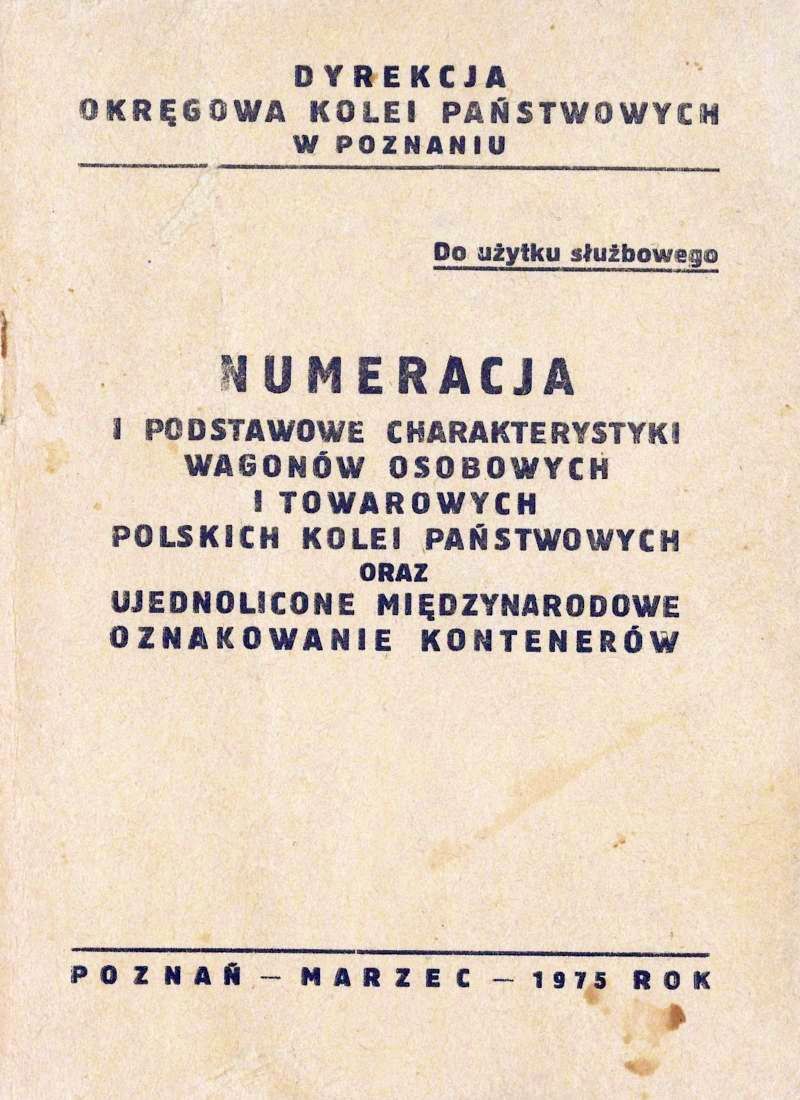 DYREKCJA
OKRĘGOWA KOLEI PAŃSTWOWYCH
W POZNANIU
Do użytku służbowego
NUMERACJA
I PODSTAWOWE CHARAKTERYSTYKI
WAGONÓW OSOBOWYCH
I TOWAROWYCH
POLSKICH KOLEI PAŃSTWOWYCH
ORAZ
UJEDNOLICONE MIĘDZYNARODOWE
OZNAKOWANIE KONTENERÓW
POZNAŃ — MARZEC — 1975 ROK